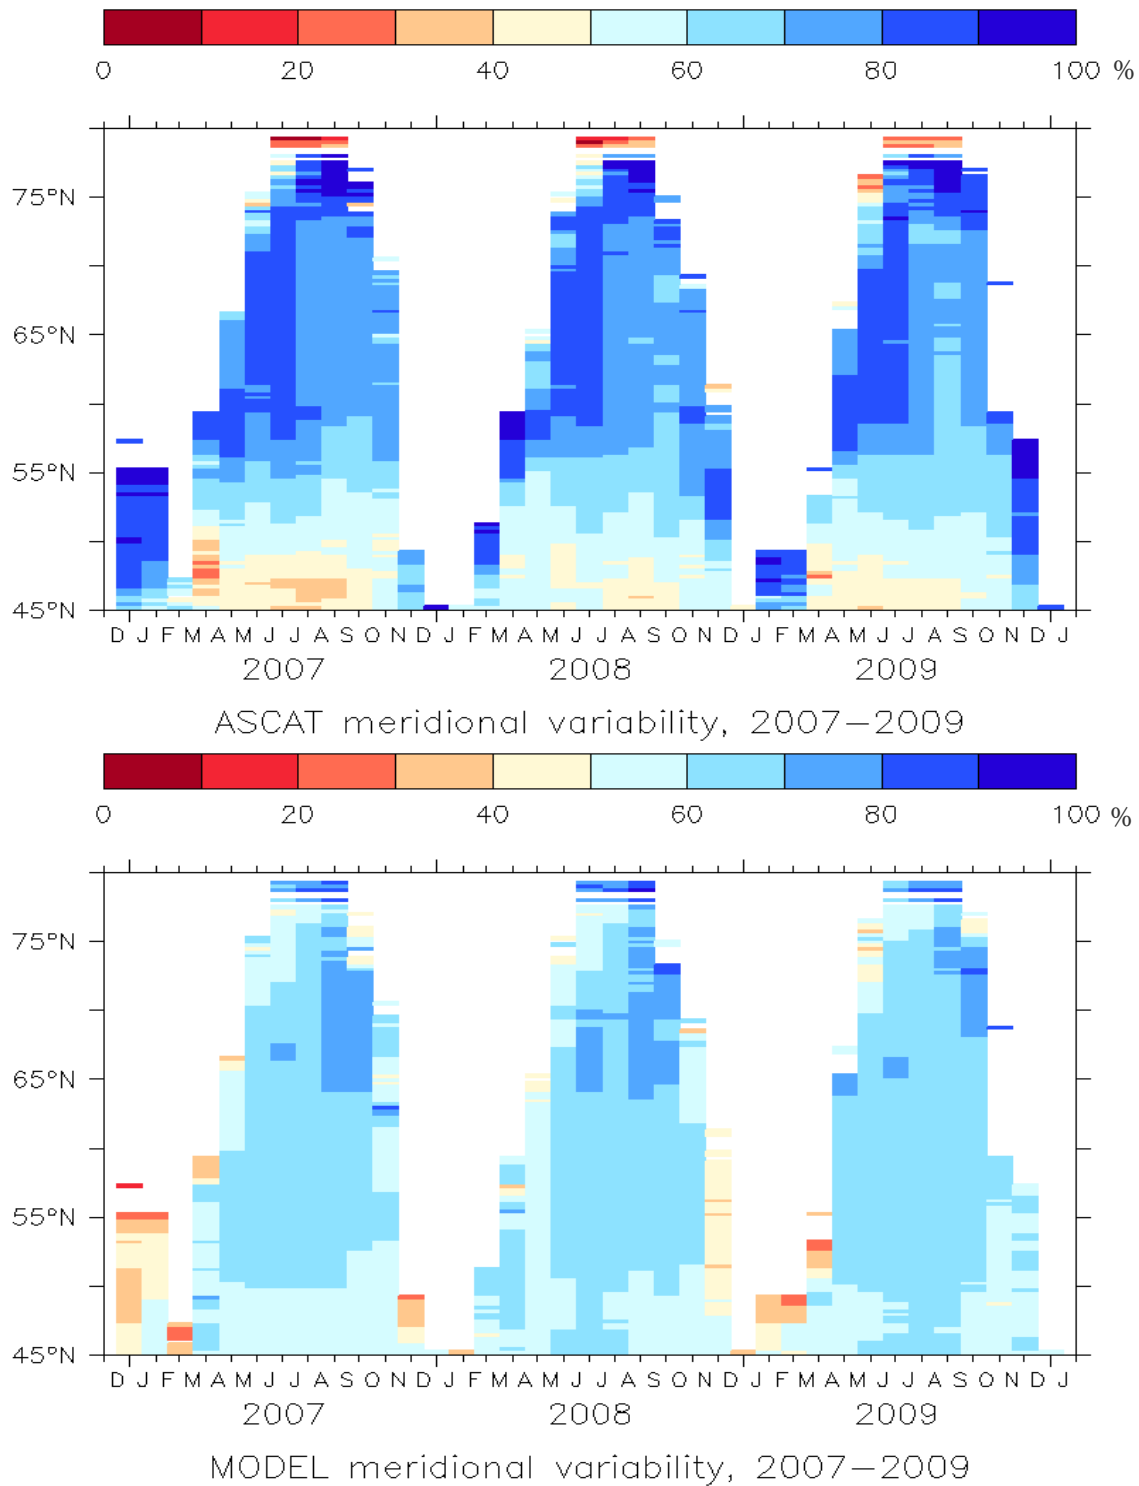 0 20 40 60 80 100 %
75°N
65°N
55°N
45°N
D J F M A M J J A S O N D J F M A M J J A S O N D J F M A M J J A S O N D J
2007 2008 2009
ASCAT meridional variability, 2007–2009
0 20 40 60 80 100 %
75°N
65°N
55°N
45°N
D J F M A M J J A S O N D J F M A M J J A S O N D J F M A M J J A S O N D J
2007 2008 2009
MODEL meridional variability, 2007–2009